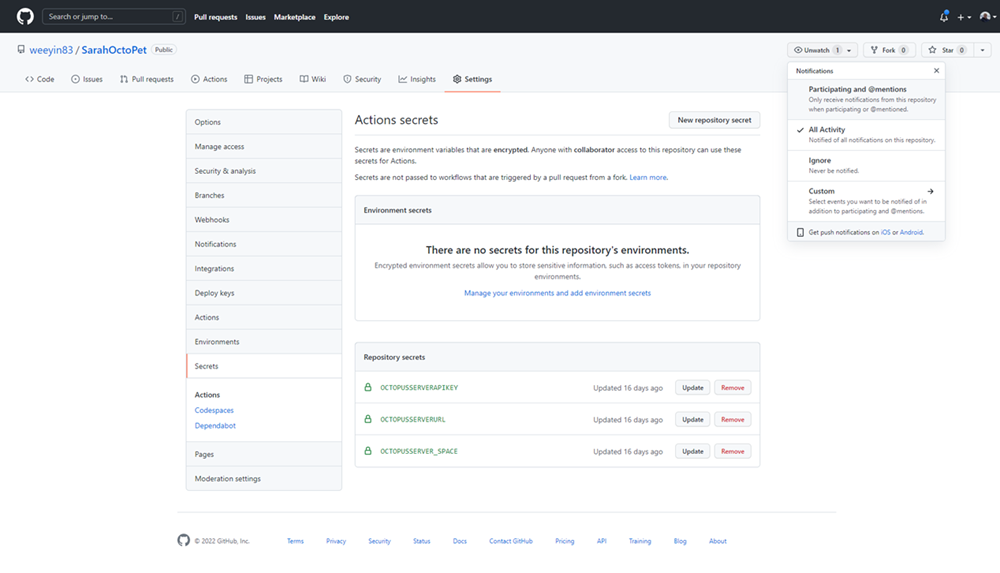 Search or jump to...
/
Pull requests
Issues
Marketplace
Explore
weeyin83 / SarahOctoPet
Public
Unwatch 1
Fork 0
Star 0
Code
Issues
Pull requests
Actions
Projects
Wiki
Security
Insights
Settings
Notifications
Participating and @mentions
Only receive notifications from this repository
when participating or @mentioned.
All Activity
Notified of all notifications on this repository.
Ignore
Never be notified.
Custom
Select events you want to be notified of in
addition to participating and @mentions.
Get push notifications on iOS or Android.
Options
Manage access
Security & analysis
Branches
Webhooks
Notifications
Integrations
Deploy keys
Actions
Environments
Secrets
Actions
Codespaces
Dependabot
Pages
Moderation settings
Actions secrets
New repository secret
Secrets are environment variables that are encrypted. Anyone with collaborator access to this repository can use these
secrets for Actions.
Secrets are not passed to workflows that are triggered by a pull request from a fork. Learn more.
Environment secrets
There are no secrets for this repository's environments.
Encrypted environment secrets allow you to store sensitive information, such as access tokens, in your repository
environments.
Manage your environments and add environment secrets
Repository secrets
OCTOPUSSERVERAPIKEY
Updated 16 days ago
Update
Remove
OCTOPUSSERVERURL
Updated 16 days ago
Update
Remove
OCTOPUSSERVER_SPACE
Updated 16 days ago
Update
Remove
© 2022 GitHub, Inc.
Terms
Privacy
Security
Status
Docs
Contact GitHub
Pricing
API
Training
Blog
About